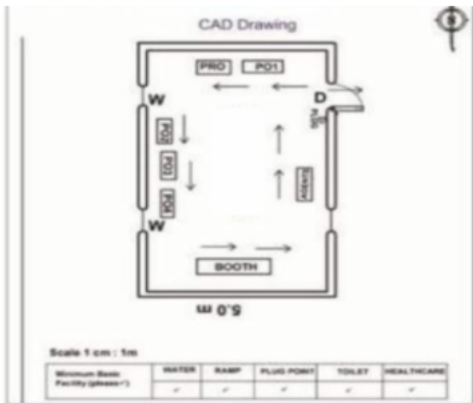 CAD Drawing
N
PRO PO1
W D
PLUG
PO2
PO3
PO4
W
BOOTH
5.0 m
Scale 1 cm : 1m
Minimum Basic Facility (please✓) WATER RAMP PLUG POINT TOILET HEALTHCARE
✓ ✓ ✓ ✓ ✓